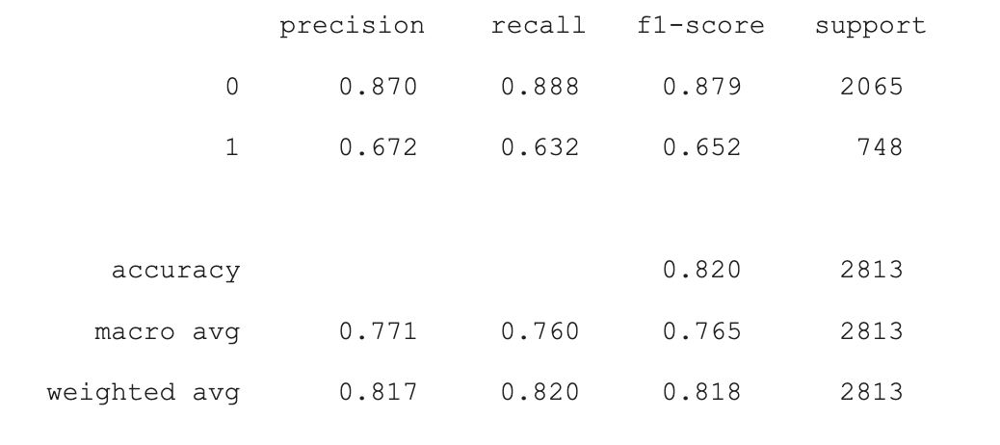 precision recall f1-score support
0 0.870 0.888 0.879 2065
1 0.672 0.632 0.652 748
accuracy 0.820 2813
macro avg 0.771 0.760 0.765 2813
weighted avg 0.817 0.820 0.818 2813